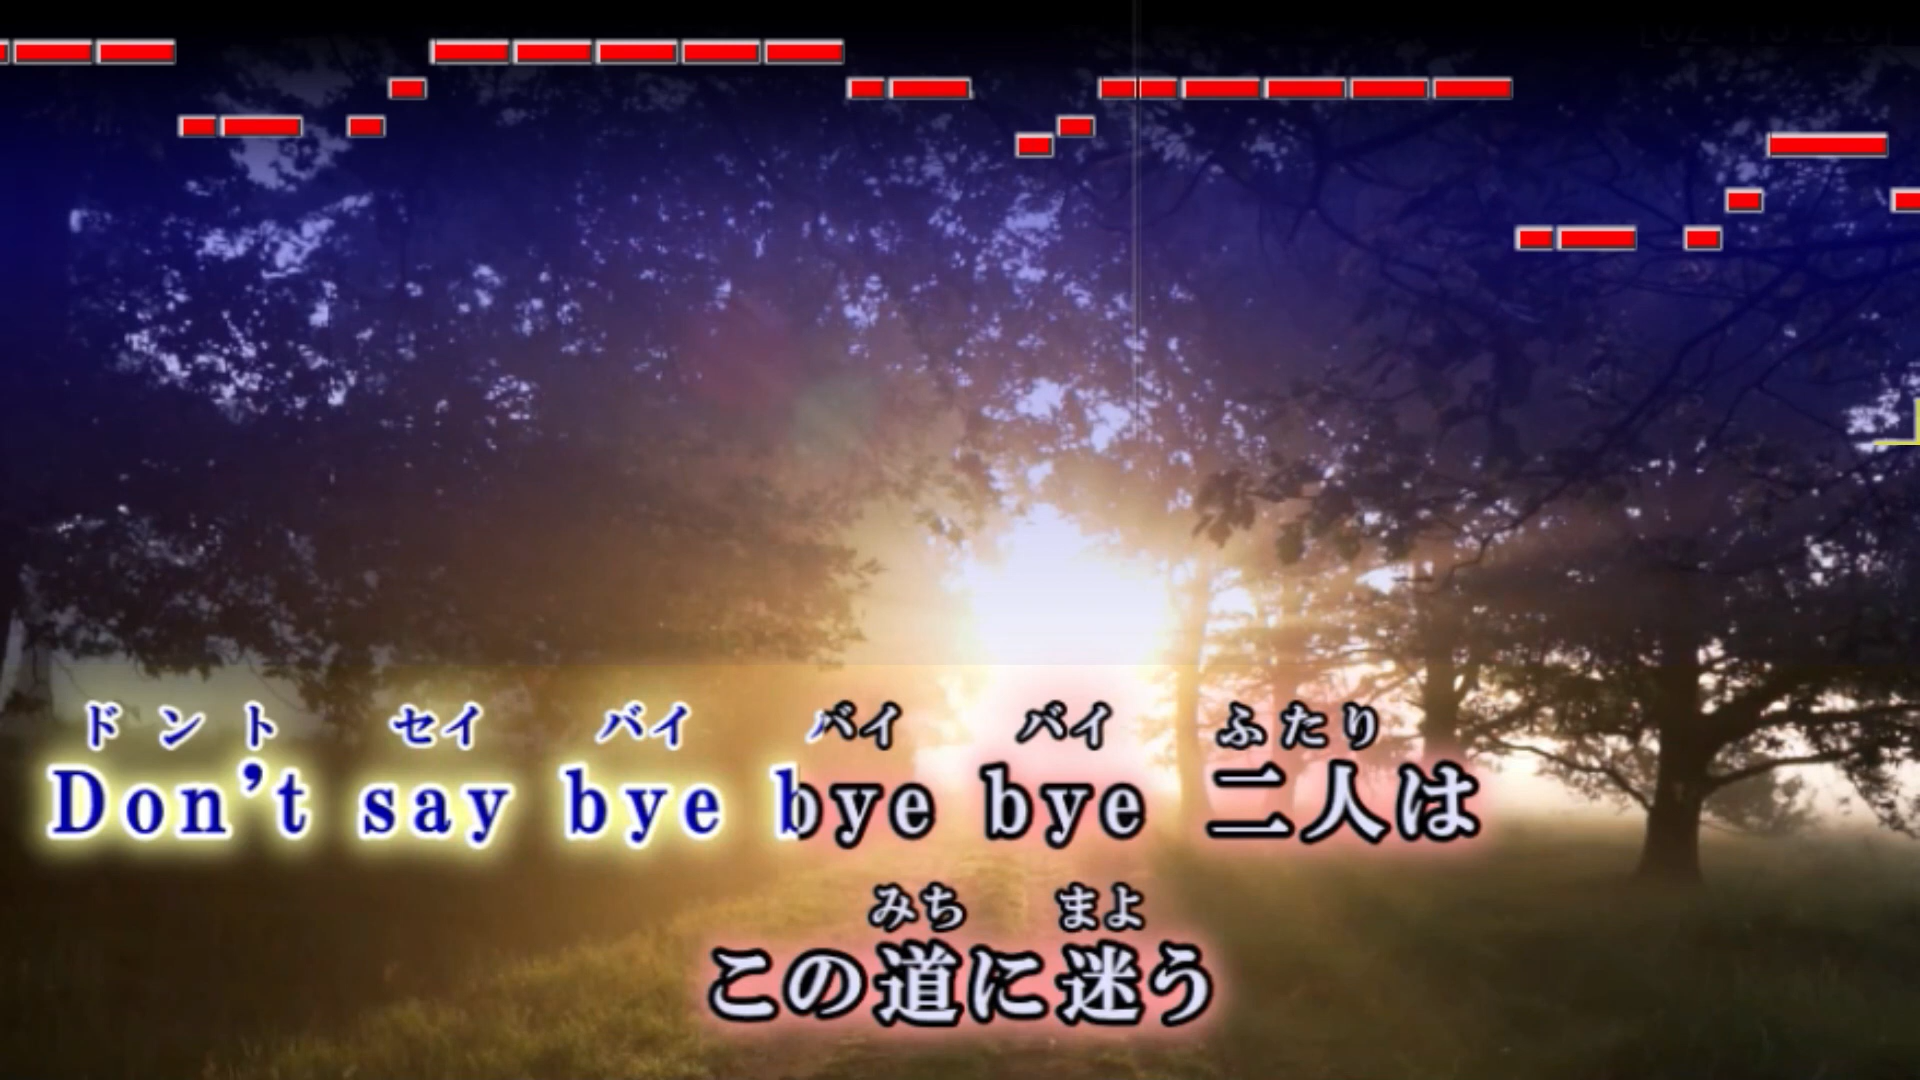 ドント セイ バイ バイ バイ ふたり
Don't say bye bye bye 二人は
みち まよ
この道に迷う